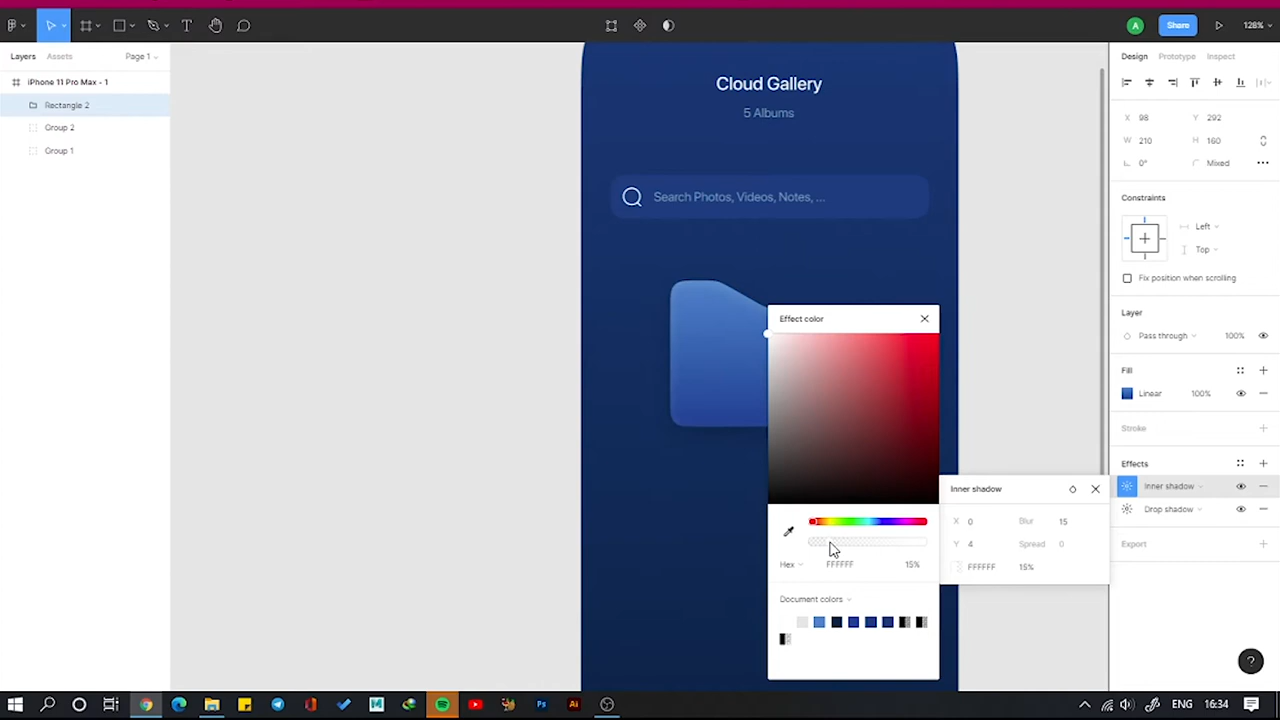 A
Share
128%
Layers
Assets
Page 1
iPhone 11 Pro Max - 1
Rectangle 2
Group 2
Group 1
Cloud Gallery
5 Albums
Search Photos, Videos, Notes, ...
Effect color
Hex
FFFFFF
15%
Document colors
Inner shadow
X
0
Blur
15
Y
4
Spread
0
FFFFFF
15%
Design
Prototype
Inspect
X
98
Y
292
W
210
H
160
0°
Mixed
Constraints
Left
Top
Fix position when scrolling
Layer
Pass through
100%
Fill
Linear
100%
Stroke
Effects
Inner shadow
Drop shadow
Export
?
Ps
Ai
ENG
16:34